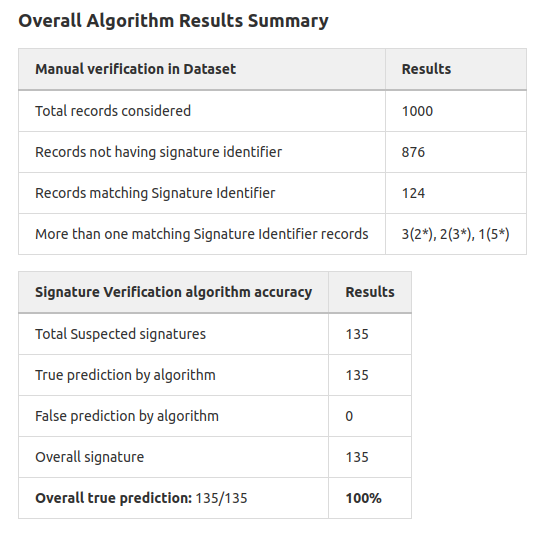 Overall Algorithm Results Summary
Manual verification in Dataset Results
Total records considered 1000
Records not having signature identifier 876
Records matching Signature Identifier 124
More than one matching Signature Identifier records 3(2*), 2(3*), 1(5*)
Signature Verification algorithm accuracy Results
Total Suspected signatures 135
True prediction by algorithm 135
False prediction by algorithm 0
Overall signature 135
Overall true prediction: 135/135 100%